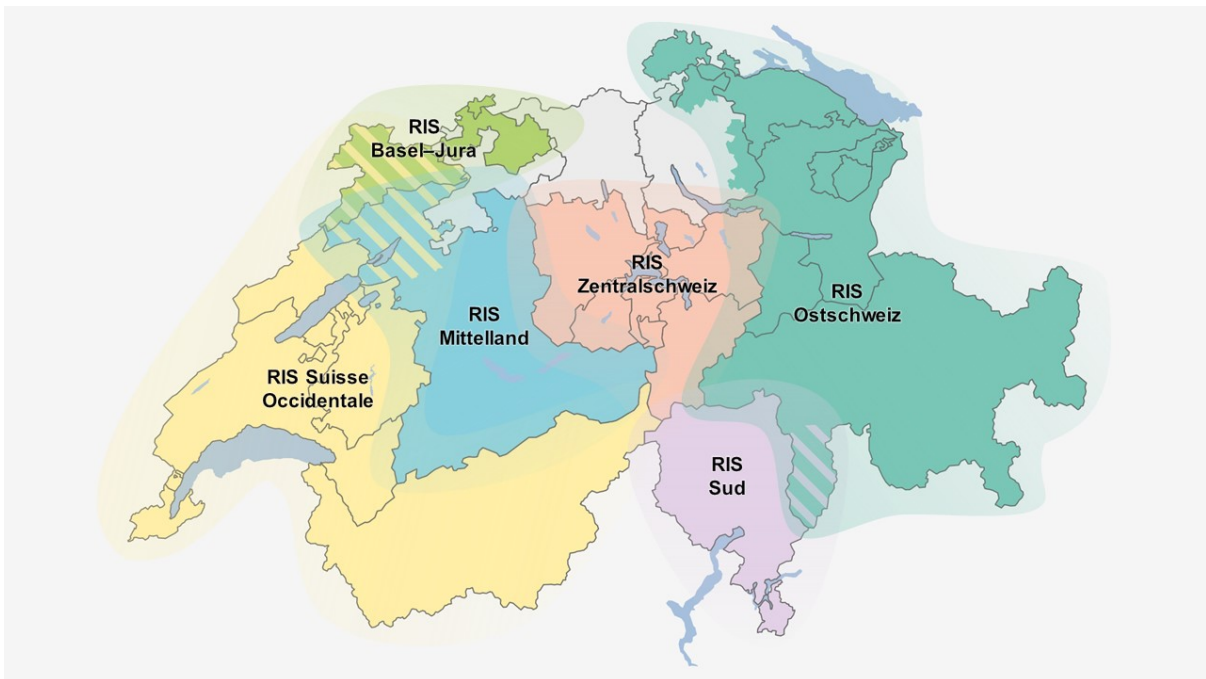 RIS
Basel–Jura
RIS
Zentralschweiz
RIS
Ostschweiz
RIS
Mittelland
RIS Suisse
Occidentale
RIS
Sud